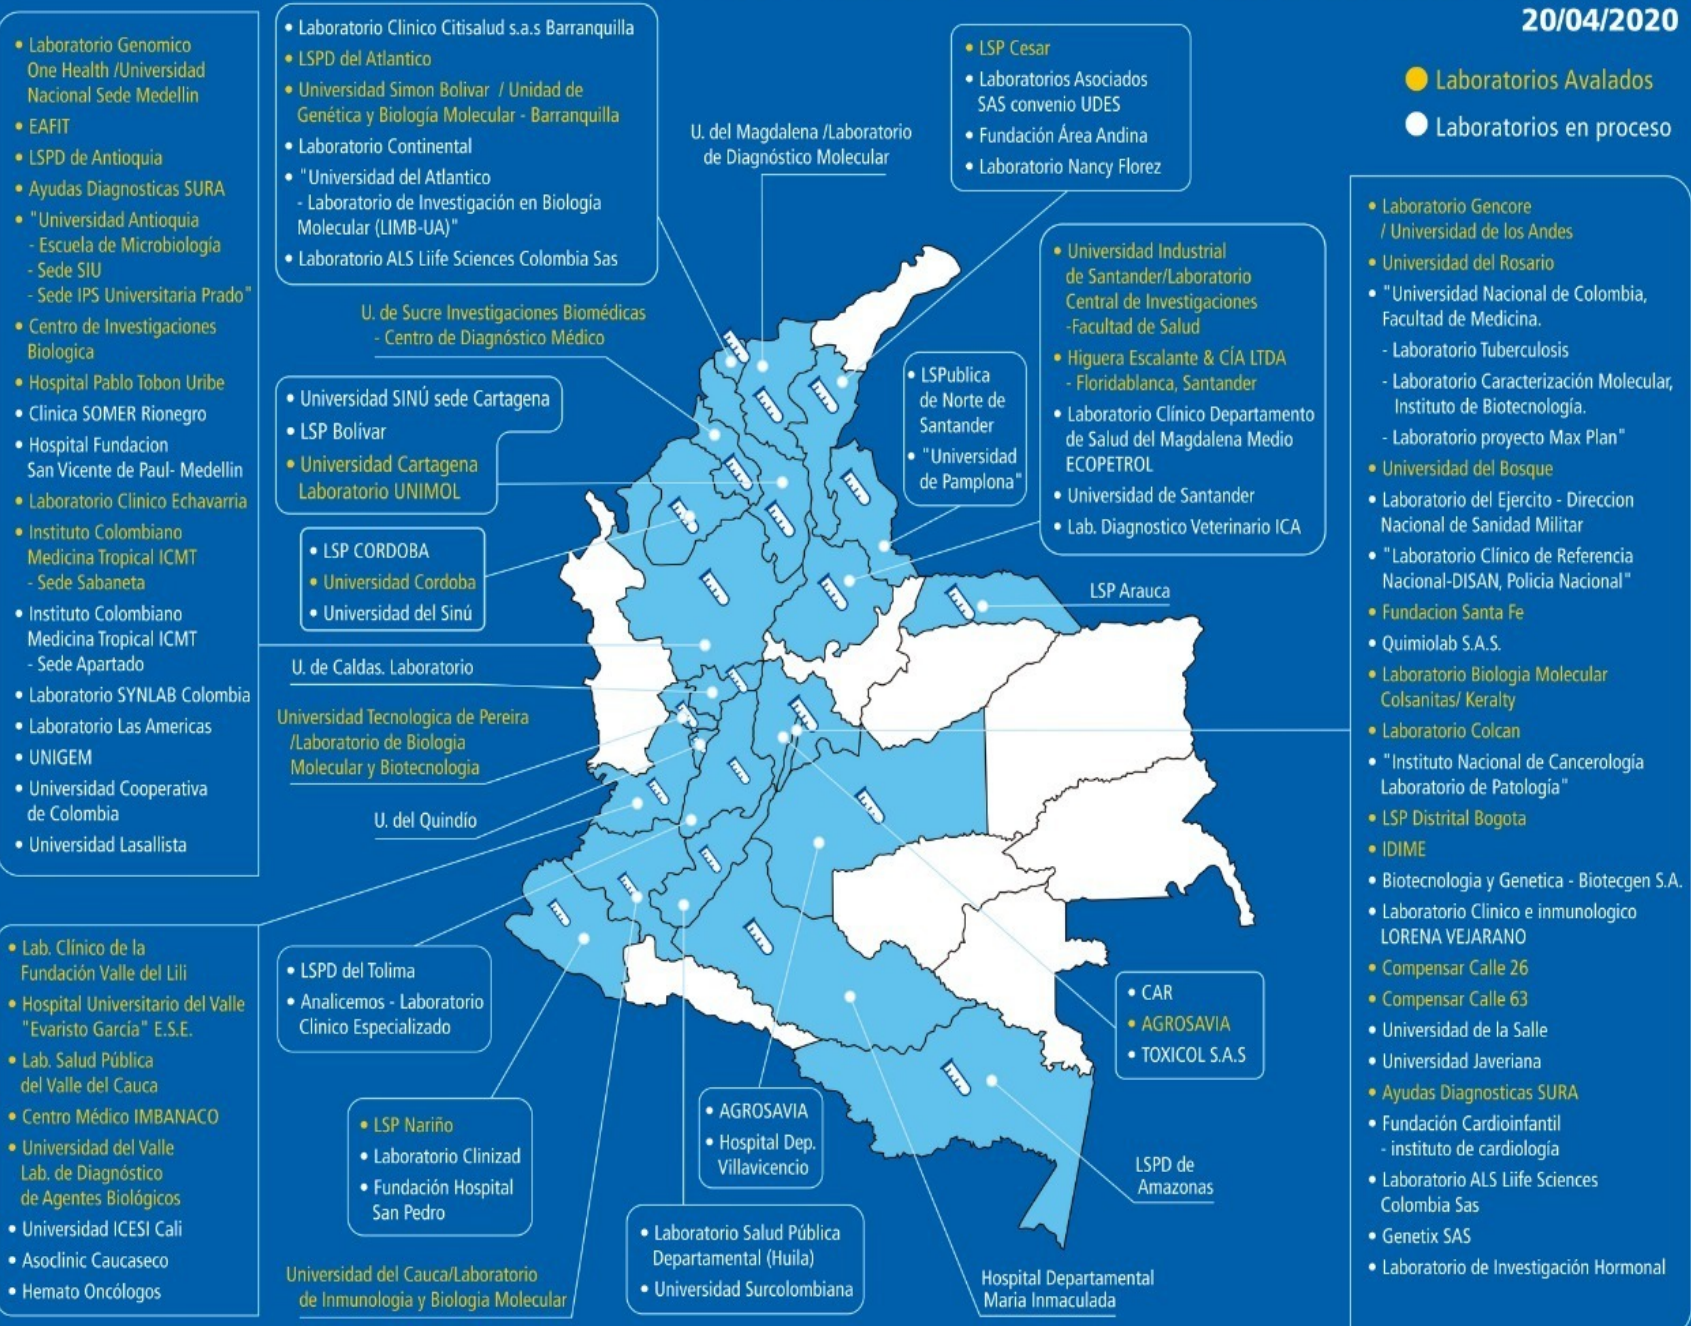 20/04/2020
● Laboratorios Avalados
● Laboratorios en proceso
• Laboratorio Genomico
One Health /Universidad
Nacional Sede Medellin
• EAFIT
• LSPD de Antioquia
• Ayudas Diagnosticas SURA
• "Universidad Antioquia
- Escuela de Microbiología
- Sede SIU
- Sede IPS Universitaria Prado"
• Centro de Investigaciones
Biologica
• Hospital Pablo Tobon Uribe
• Clinica SOMER Rionegro
• Hospital Fundacion
San Vicente de Paul- Medellin
• Laboratorio Clinico Echavarria
• Instituto Colombiano
Medicina Tropical ICMT
- Sede Sabaneta
• Instituto Colombiano
Medicina Tropical ICMT
- Sede Apartado
• Laboratorio SYNLAB Colombia
• Laboratorio Las Americas
• UNIGEM
• Universidad Cooperativa
de Colombia
• Universidad Lasallista
• Laboratorio Clinico Citisalud s.a.s Barranquilla
• LSPD del Atlantico
• Universidad Simon Bolivar / Unidad de
Genética y Biología Molecular - Barranquilla
• Laboratorio Continental
• "Universidad del Atlantico
- Laboratorio de Investigación en Biología
Molecular (LIMB-UA)"
• Laboratorio ALS Liife Sciences Colombia Sas
U. del Magdalena /Laboratorio
de Diagnóstico Molecular
• LSP Cesar
• Laboratorios Asociados
SAS convenio UDES
• Fundación Área Andina
• Laboratorio Nancy Florez
U. de Sucre Investigaciones Biomédicas
- Centro de Diagnóstico Médico
• Universidad SINÚ sede Cartagena
• LSP Bolívar
• Universidad Cartagena
Laboratorio UNIMOL
• LSP CORDOBA
• Universidad Cordoba
• Universidad del Sinú
• LSPublica
de Norte de
Santander
• "Universidad
de Pamplona"
• Universidad Industrial
de Santander/Laboratorio
Central de Investigaciones
-Facultad de Salud
• Higuera Escalante & CÍA LTDA
- Floridablanca, Santander
• Laboratorio Clínico Departamento
de Salud del Magdalena Medio
ECOPETROL
• Universidad de Santander
• Lab. Diagnostico Veterinario ICA
LSP Arauca
U. de Caldas. Laboratorio
Universidad Tecnologica de Pereira
/Laboratorio de Biologia
Molecular y Biotecnologia
U. del Quindío
• Laboratorio Gencore
/ Universidad de los Andes
• Universidad del Rosario
• "Universidad Nacional de Colombia,
Facultad de Medicina.
- Laboratorio Tuberculosis
- Laboratorio Caracterización Molecular,
Instituto de Biotecnología.
- Laboratorio proyecto Max Plan"
• Universidad del Bosque
• Laboratorio del Ejercito - Direccion
Nacional de Sanidad Militar
• "Laboratorio Clínico de Referencia
Nacional-DISAN, Policia Nacional"
• Fundacion Santa Fe
• Quimiolab S.A.S.
• Laboratorio Biologia Molecular
Colsanitas/ Keralty
• Laboratorio Colcan
• "Instituto Nacional de Cancerología
Laboratorio de Patología"
• LSP Distrital Bogota
• IDIME
• Biotecnologia y Genetica - Biotecgen S.A.
• Laboratorio Clinico e inmunologico
LORENA VEJARANO
• Compensar Calle 26
• Compensar Calle 63
• Universidad de la Salle
• Universidad Javeriana
• Ayudas Diagnosticas SURA
• Fundación Cardioinfantil
- instituto de cardiología
• Laboratorio ALS Liife Sciences
Colombia Sas
• Genetix SAS
• Laboratorio de Investigación Hormonal
• Lab. Clínico de la
Fundación Valle del Lili
• Hospital Universitario del Valle
"Evaristo García" E.S.E.
• Lab. Salud Pública
del Valle del Cauca
• Centro Médico IMBANACO
• Universidad del Valle
Lab. de Diagnóstico
de Agentes Biológicos
• Universidad ICESI Cali
• Asoclinic Caucaseco
• Hemato Oncólogos
• LSPD del Tolima
• Analicemos - Laboratorio
Clinico Especializado
• LSP Nariño
• Laboratorio Clinizad
• Fundación Hospital
San Pedro
Universidad del Cauca/Laboratorio
de Inmunologia y Biologia Molecular
• Laboratorio Salud Pública
Departamental (Huila)
• Universidad Surcolombiana
• AGROSAVIA
• Hospital Dep.
Villavicencio
• CAR
• AGROSAVIA
• TOXICOL S.A.S
LSPD de
Amazonas
Hospital Departamental
Maria Inmaculada